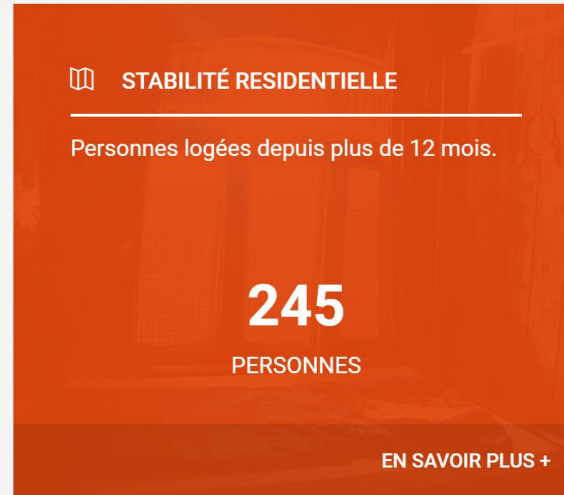 STABILITÉ RESIDENTIELLE
Personnes logées depuis plus de 12 mois.
245
PERSONNES
EN SAVOIR PLUS +